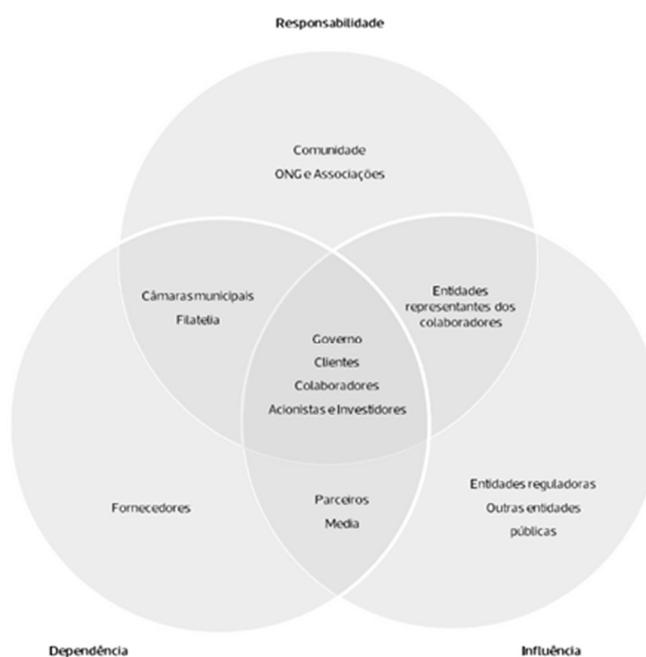 Responsabilidade
Comunidade
ONG e Associações
Câmaras municipais
Filatelia
Entidades
representantes dos
colaboradores
Governo
Clientes
Colaboradores
Acionistas e Investidores
Fornecedores
Parceiros
Media
Entidades reguladoras
Outras entidades
públicas
Dependência
Influência